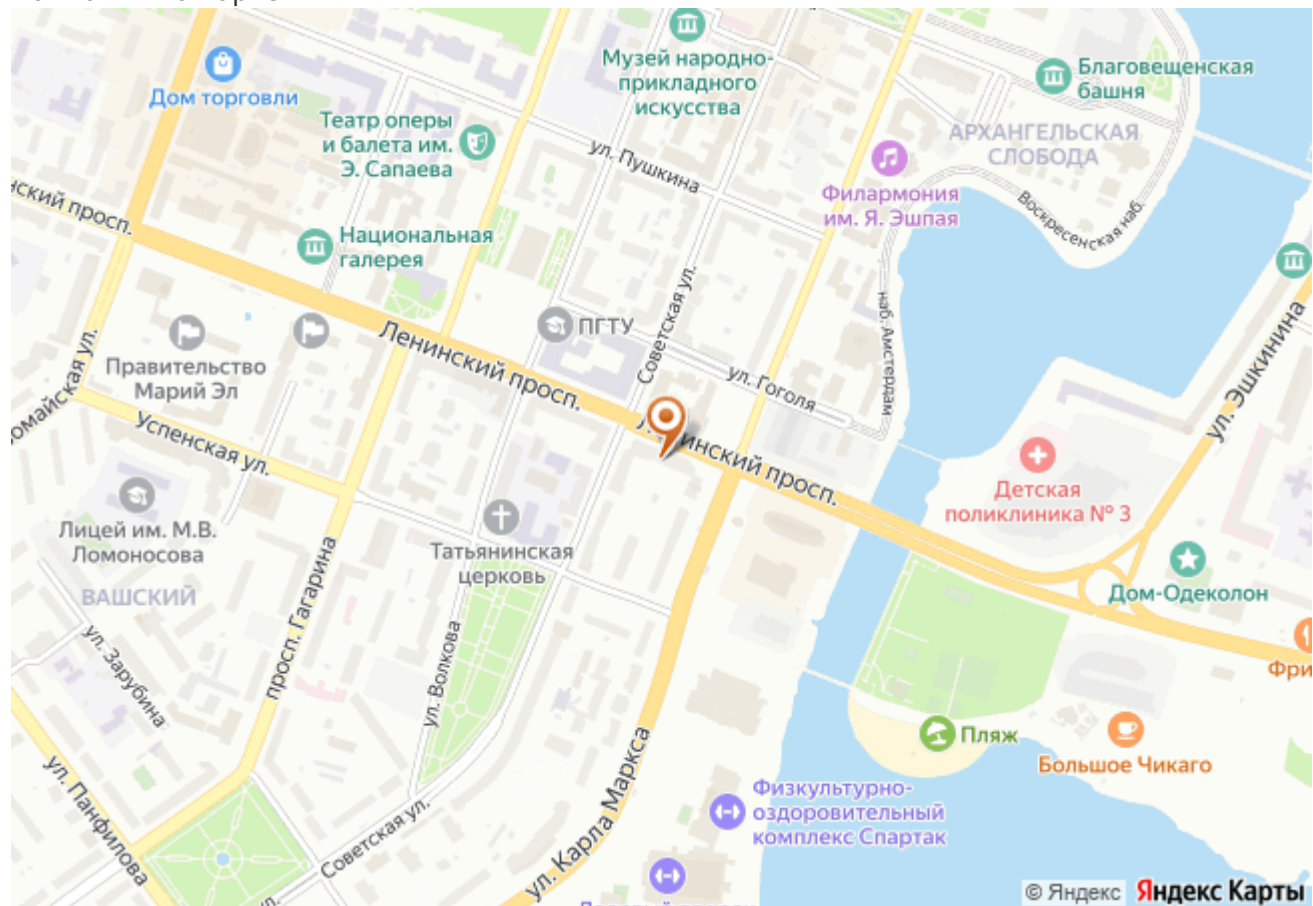 Музей народно-
прикладного
искусства
Благовещенская
башня
Дом торговли
Театр оперы
и балета им.
Э. Сапаева
АРХАНГЕЛЬСКАЯ
СЛОБОДА
ул. Пушкина
Филармония
им. Я. Эшпая
Воскресенская наб.
нский просп.
Национальная
галерея
Советская ул.
наб. Амстердам
ПГТУ
Ленинский просп.
Правительство
Марий Эл
ул. Эшкинина
ул. Гоголя
омайская ул.
Успенская ул.
инский просп.
Детская
поликлиника № 3
Лицей им. М.В.
Ломоносова
Татьянинская
церковь
ВАШСКИЙ
Дом-Одеколон
просп. Гагарина
ул. Зарубина
ул. Волкова
Фри
Пляж
Большое Чикаго
ул. Панфилова
Советская ул.
ул. Карла Маркса
Физкультурно-
оздоровительный
комплекс Спартак
© Яндекс Яндекс Карты